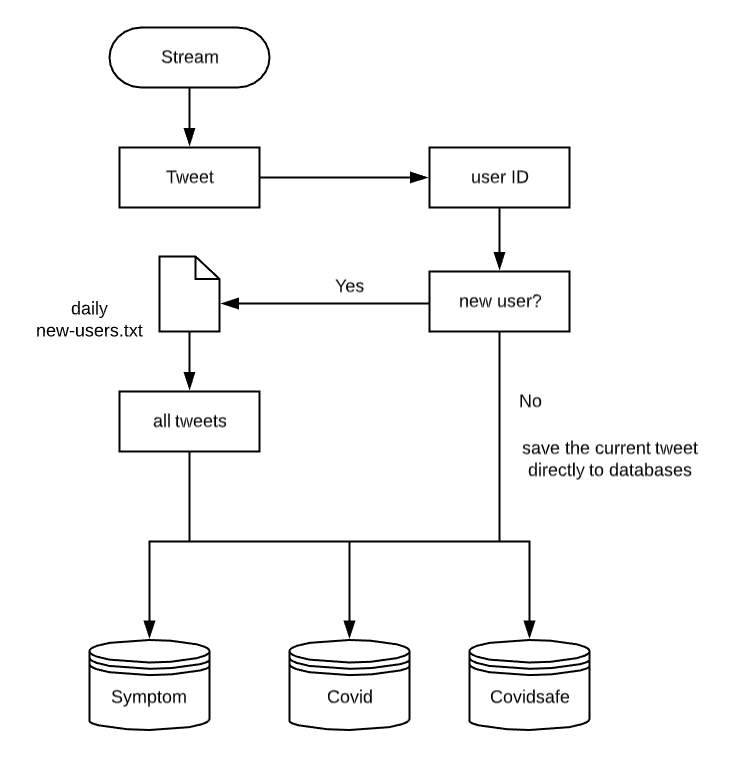 Stream
Tweet
user ID
Yes
new user?
daily
new-users.txt
No
all tweets
save the current tweet
directly to databases
Symptom
Covid
Covidsafe